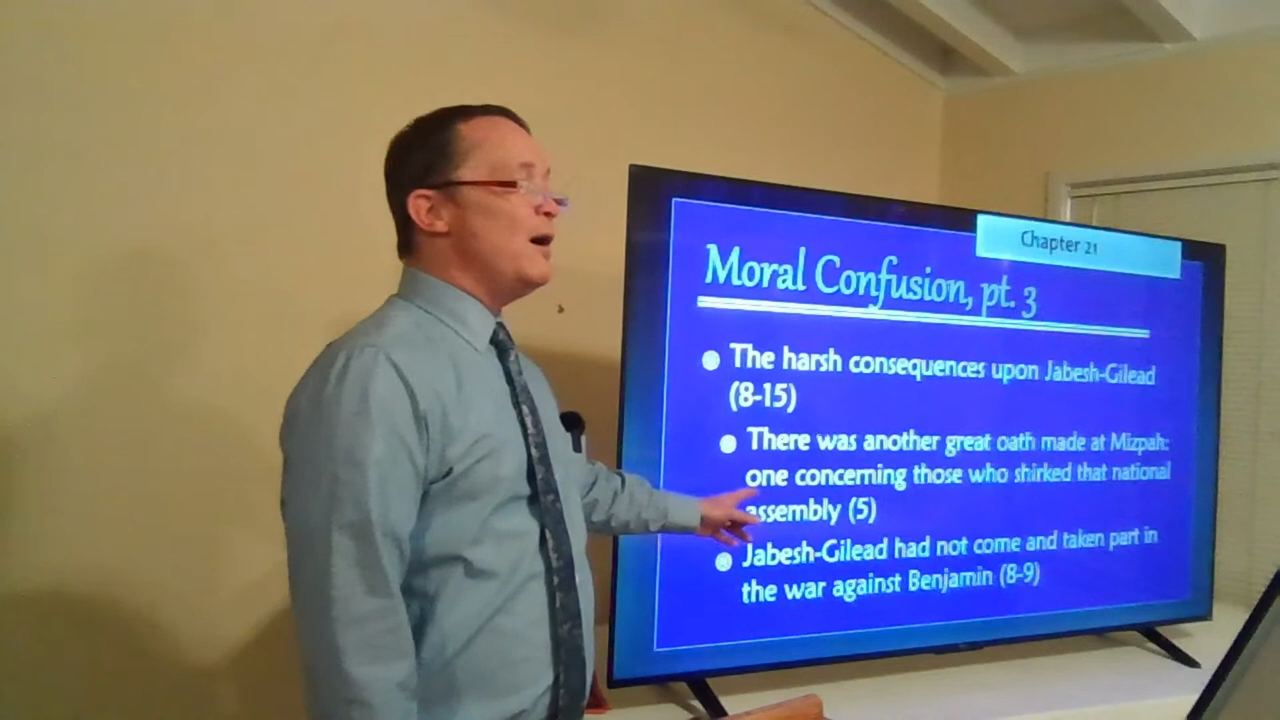 Chapter 21
Moral Confusion, pt. 3
The harsh consequences upon Jabesh-Gilead
(8-15)
There was another great oath made at Mizpah:
one concerning those who shirked that national
assembly (5)
Jabesh-Gilead had not come and taken part in
the war against Benjamin (8-9)